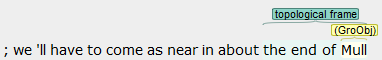 topological frame
(GroObj)
; we 'll have to come as near in about the end of Mull